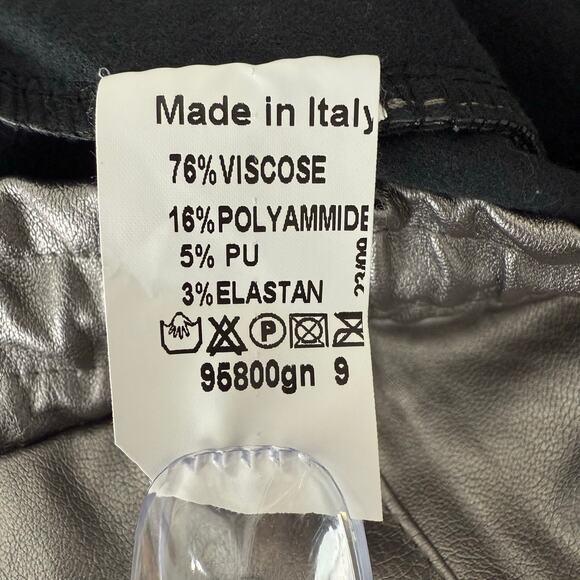 Made in Italy
76% VISCOSE
16% POLYAMMIDE
5% PU
3% ELASTAN
P
95800gn 9